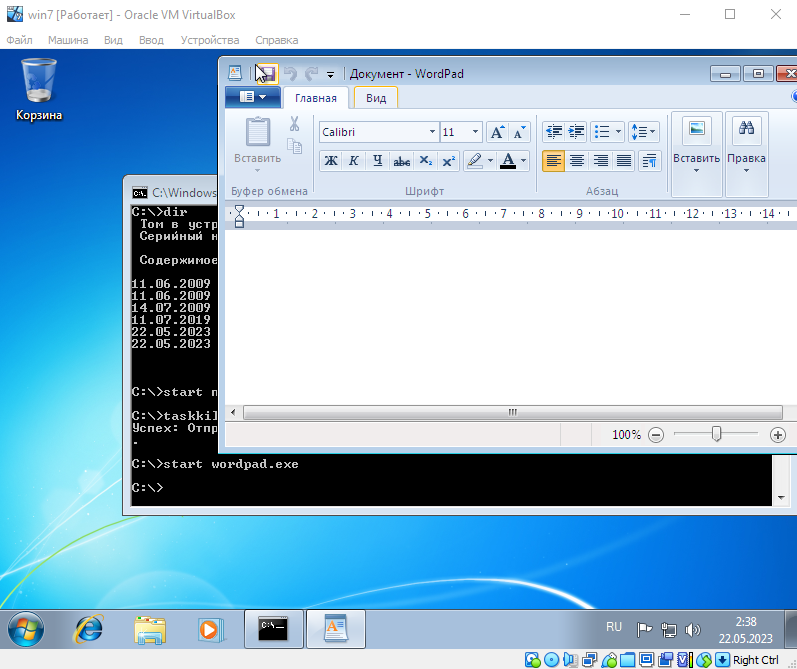 win7 [Работает] - Oracle VM VirtualBox
Файл Машина Вид Ввод Устройства Справка
Корзина
Документ - WordPad
Главная Вид
Вставить
Calibri 11
Ж К Ч abc X₂ X²
A
Вставить Правка
Буфер обмена Шрифт Абзац
1 2 3 4 5 6 7 8 9 10 11 12 13 14
100%
C:\Windows
C:\>dir
Том в устр
Серийный н
Содержимое
11.06.2009
11.06.2009
14.07.2009
11.07.2019
22.05.2023
22.05.2023
C:\>start n
C:\>taskkil
Успех: Отпр
.
C:\>start wordpad.exe
C:\>
RU
2:38
22.05.2023
Right Ctrl